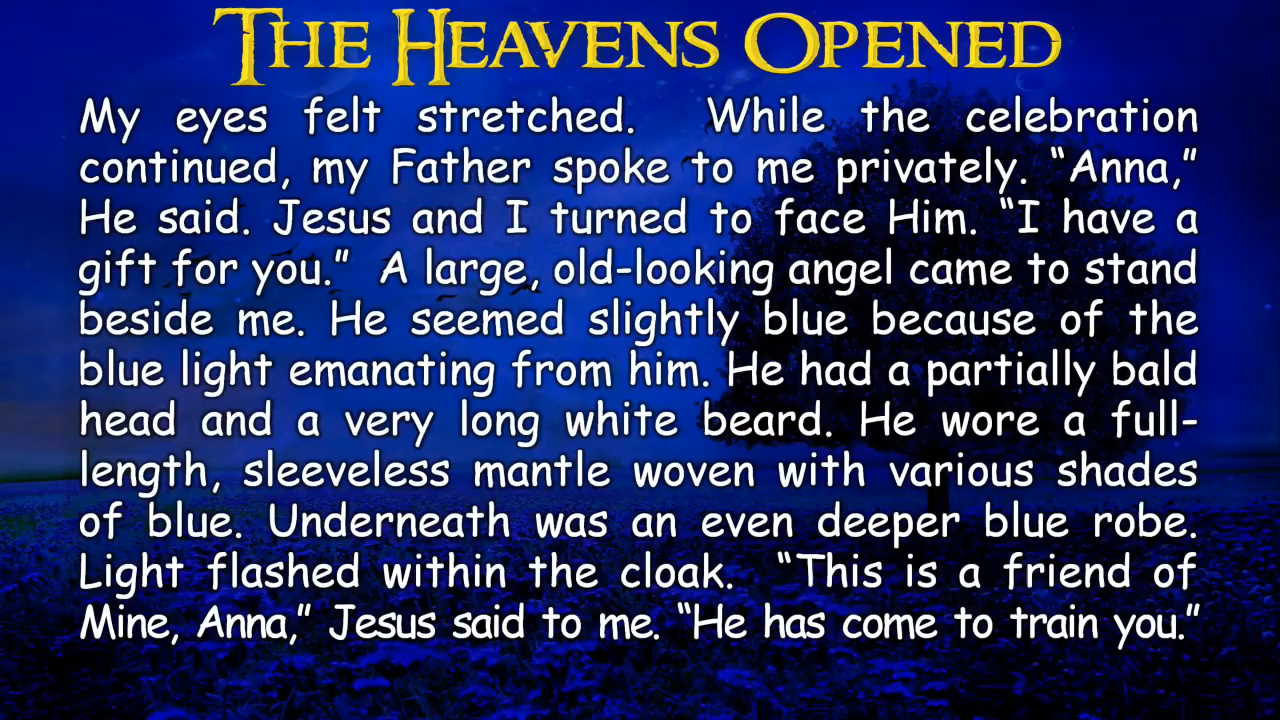 THE HEAVENS OPENED
My eyes felt stretched. While the celebration
continued, my Father spoke to me privately. “Anna,”
He said. Jesus and I turned to face Him. “I have a
gift for you.” A large, old-looking angel came to stand
beside me. He seemed slightly blue because of the
blue light emanating from him. He had a partially bald
head and a very long white beard. He wore a full-
length, sleeveless mantle woven with various shades
of blue. Underneath was an even deeper blue robe.
Light flashed within the cloak. “This is a friend of
Mine, Anna,” Jesus said to me. “He has come to train you.”